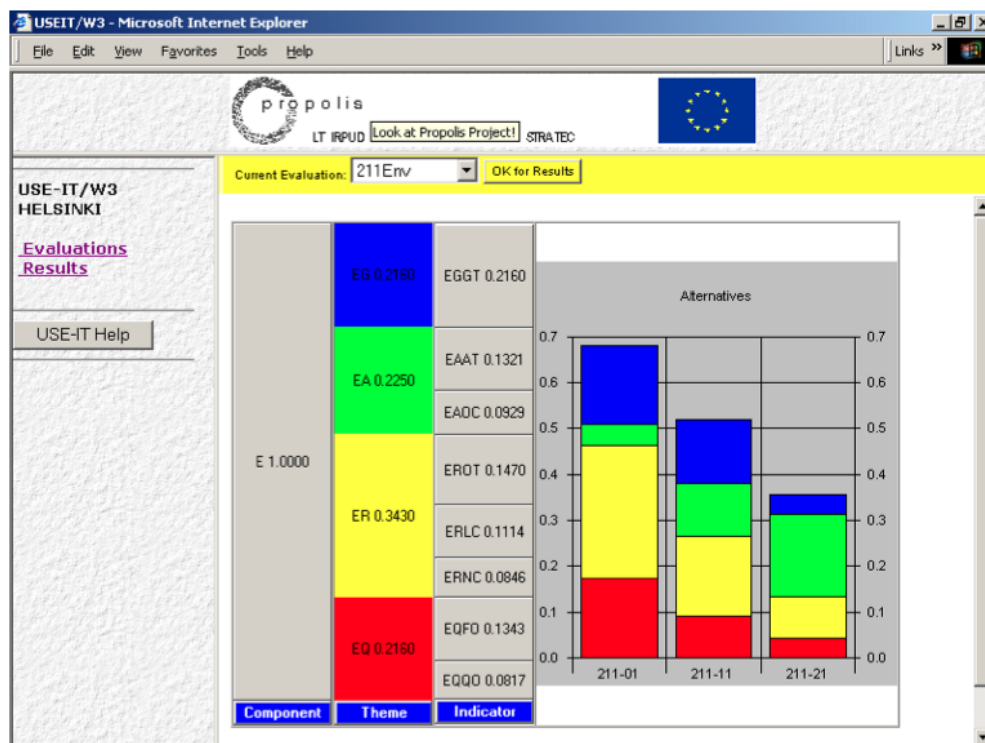 USEIT/W3 - Microsoft Internet Explorer
File Edit View Favorites Tools Help Links »
propolis
LT IRPUD Look at Propolis Project! STRATEC
Current Evaluation: 211Env OK for Results
USE-IT/W3
HELSINKI
Evaluations
Results
USE-IT Help
E 1.0000
Component
EG 0.2160
EA 0.2250
ER 0.3430
EQ 0.2160
Theme
EGGT 0.2160
EAAT 0.1321
EAOC 0.0929
EROT 0.1470
ERLC 0.1114
ERNC 0.0846
EQFO 0.1343
EQQO 0.0817
Indicator
Alternatives
0.7 0.7
0.6 0.6
0.5 0.5
0.4 0.4
0.3 0.3
0.2 0.2
0.1 0.1
0.0 0.0
211-01 211-11 211-21